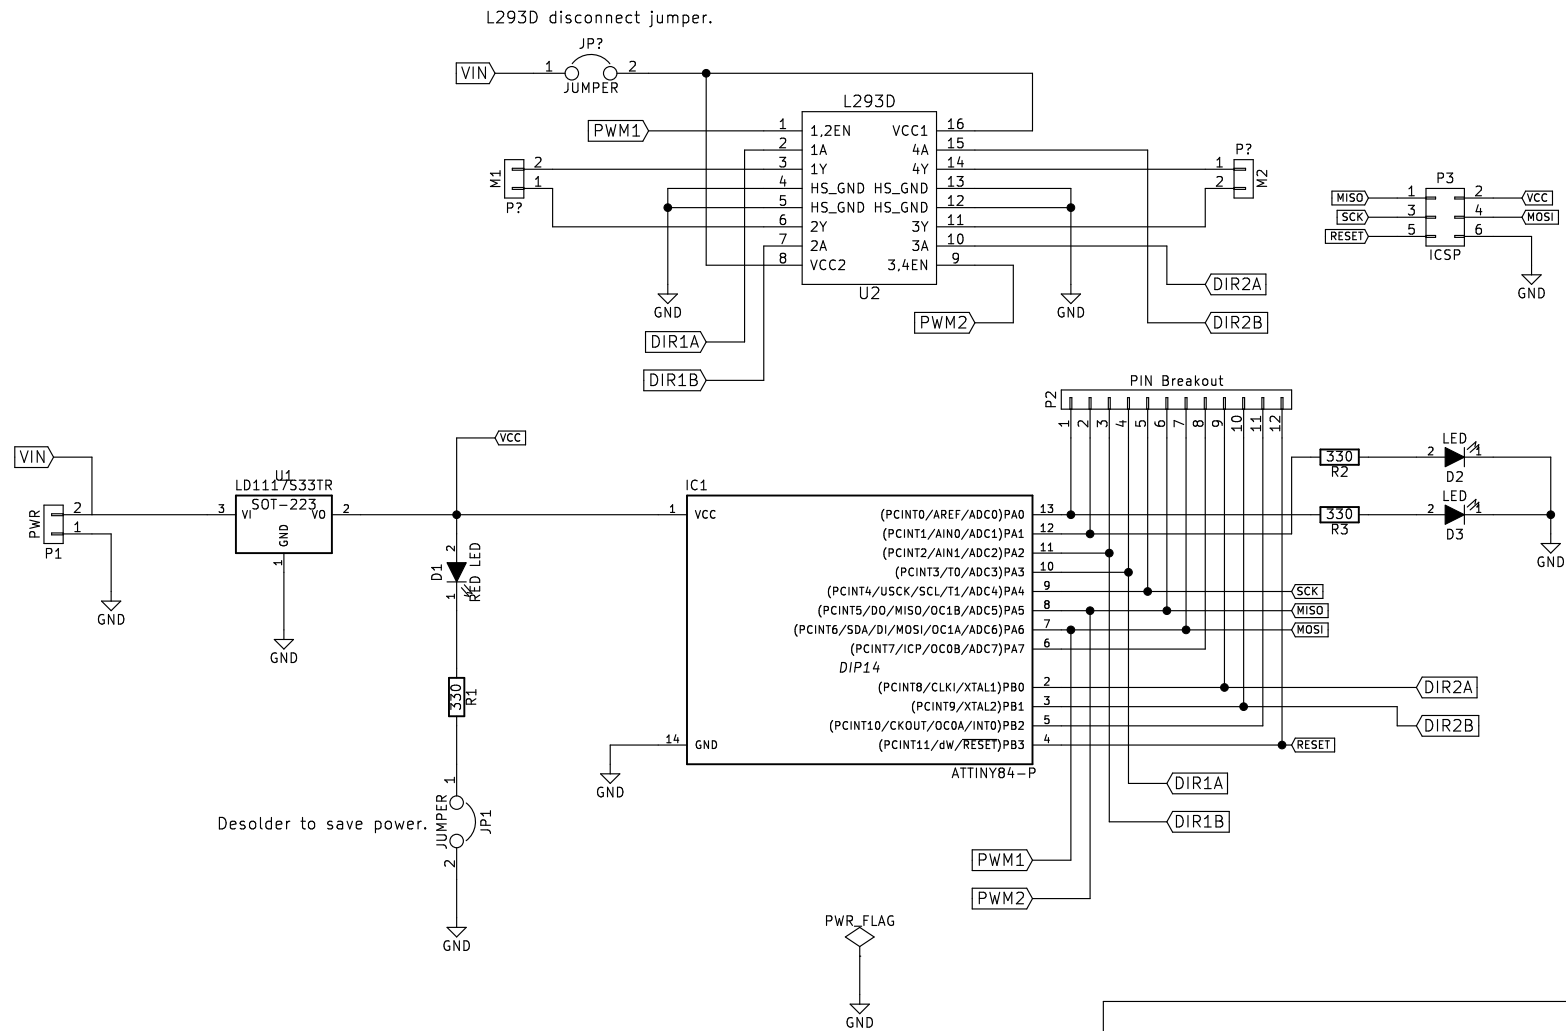 L293D disconnect jumper.
JP?
VIN
1
2
JUMPER
L293D
PWM1
1
1,2EN
VCC1
16
2
1A
4A
15
M1
2
3
1Y
4Y
14
1
P?
M2
1
4
HS_GND
HS_GND
13
2
P?
5
HS_GND
HS_GND
12
6
2Y
3Y
11
7
2A
3A
10
8
VCC2
3,4EN
9
U2
GND
GND
DIR2A
PWM2
DIR2B
DIR1A
DIR1B
P3
MISO
1
2
VCC
SCK
3
4
MOSI
RESET
5
6
ICSP
GND
PIN Breakout
P2
1
2
3
4
5
6
7
8
9
10
11
12
VIN
PWR
2
1
P1
GND
U1
LD1117S33TR
SOT-223
3
VI
VO
2
GND
1
GND
VCC
2
D1
RED LED
1
330
R1
1
JUMPER
JP1
2
Desolder to save power.
GND
IC1
1
VCC
14
GND
GND
(PCINT0/AREF/ADC0)PA0
13
(PCINT1/AIN0/ADC1)PA1
12
(PCINT2/AIN1/ADC2)PA2
11
(PCINT3/T0/ADC3)PA3
10
(PCINT4/USCK/SCL/T1/ADC4)PA4
9
SCK
(PCINT5/DO/MISO/OC1B/ADC5)PA5
8
MISO
(PCINT6/SDA/DI/MOSI/OC1A/ADC6)PA6
7
MOSI
(PCINT7/ICP/OC0B/ADC7)PA7
6
DIP14
(PCINT8/CLKI/XTAL1)PB0
2
DIR2A
(PCINT9/XTAL2)PB1
3
DIR2B
(PCINT10/CKOUT/OC0A/INT0)PB2
5
(PCINT11/dW/RESET)PB3
4
RESET
ATTINY84-P
DIR1A
DIR1B
PWM1
PWM2
330
R2
2
LED
1
D2
330
R3
2
LED
1
D3
GND
PWR_FLAG
GND